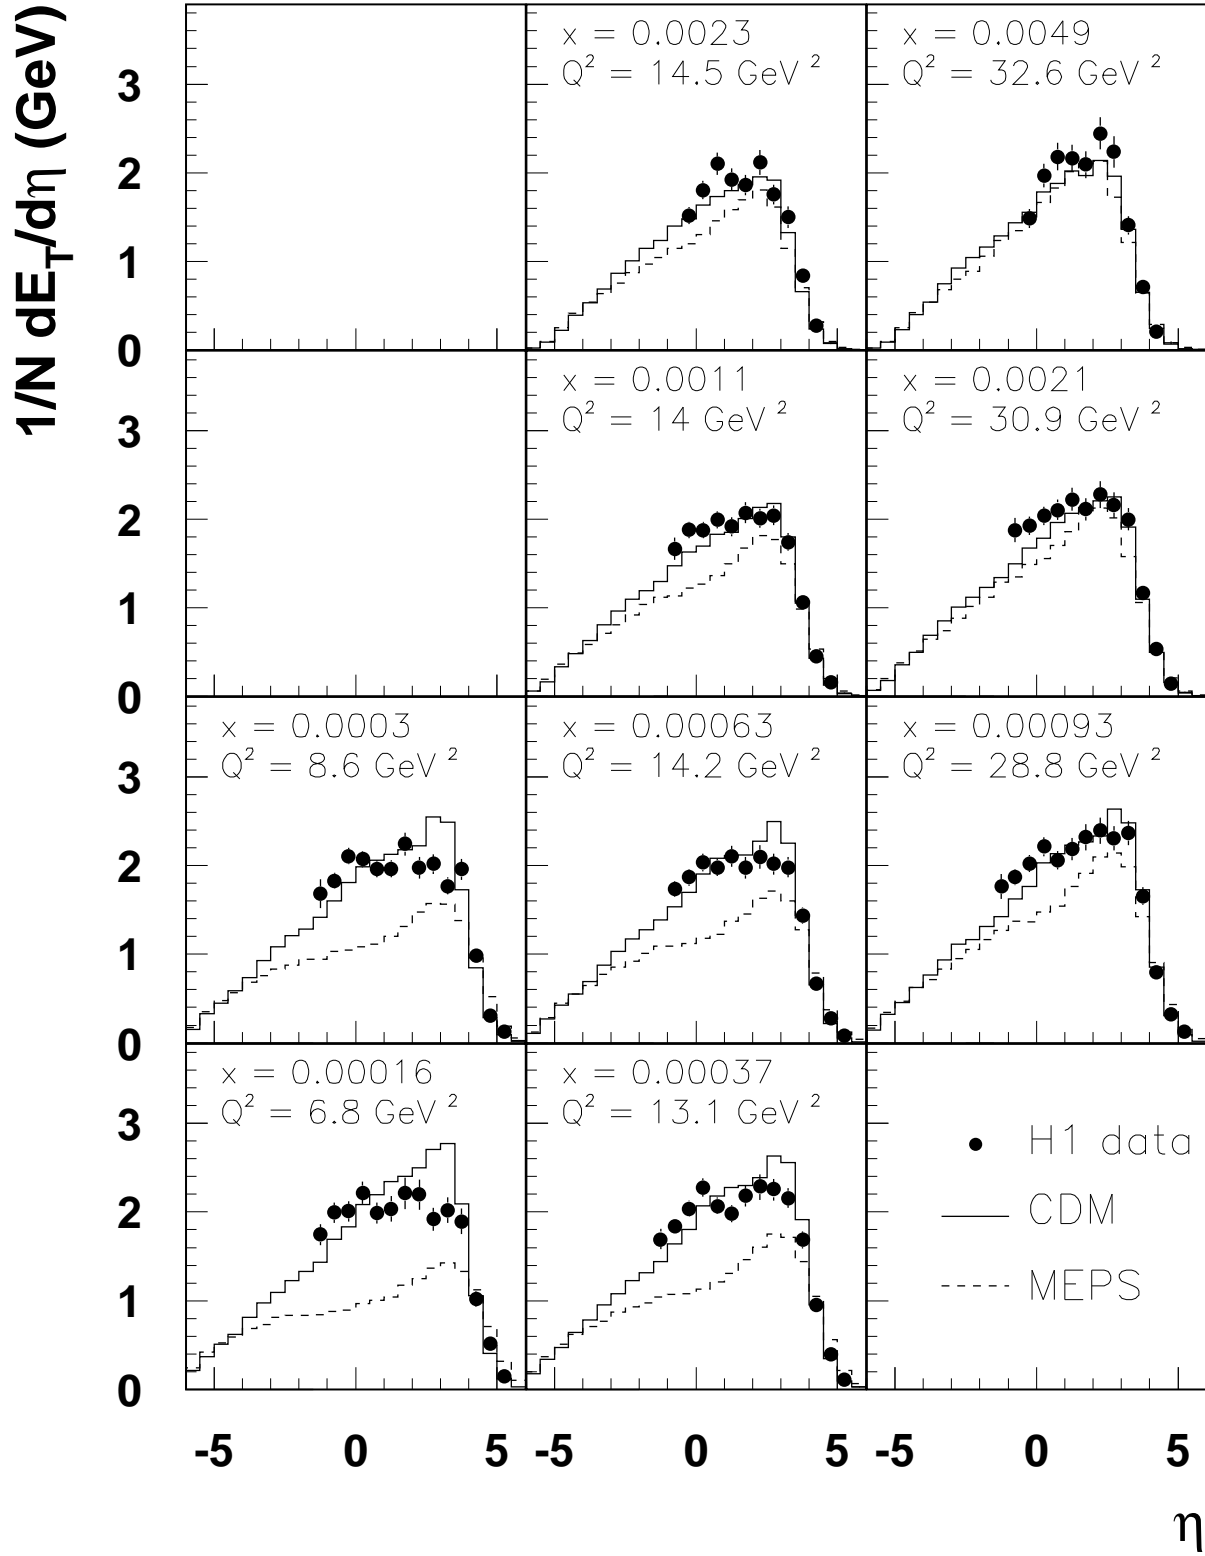 1/N dE_T/dη (GeV)
x = 0.0023
Q² = 14.5 GeV²
x = 0.0049
Q² = 32.6 GeV²
3
2
1
0
x = 0.0011
Q² = 14 GeV²
x = 0.0021
Q² = 30.9 GeV²
3
2
1
0
x = 0.0003
Q² = 8.6 GeV²
x = 0.00063
Q² = 14.2 GeV²
x = 0.00093
Q² = 28.8 GeV²
3
2
1
0
x = 0.00016
Q² = 6.8 GeV²
x = 0.00037
Q² = 13.1 GeV²
3
2
1
0
H1 data
CDM
MEPS
-5 0 5 -5 0 5 -5 0 5
η